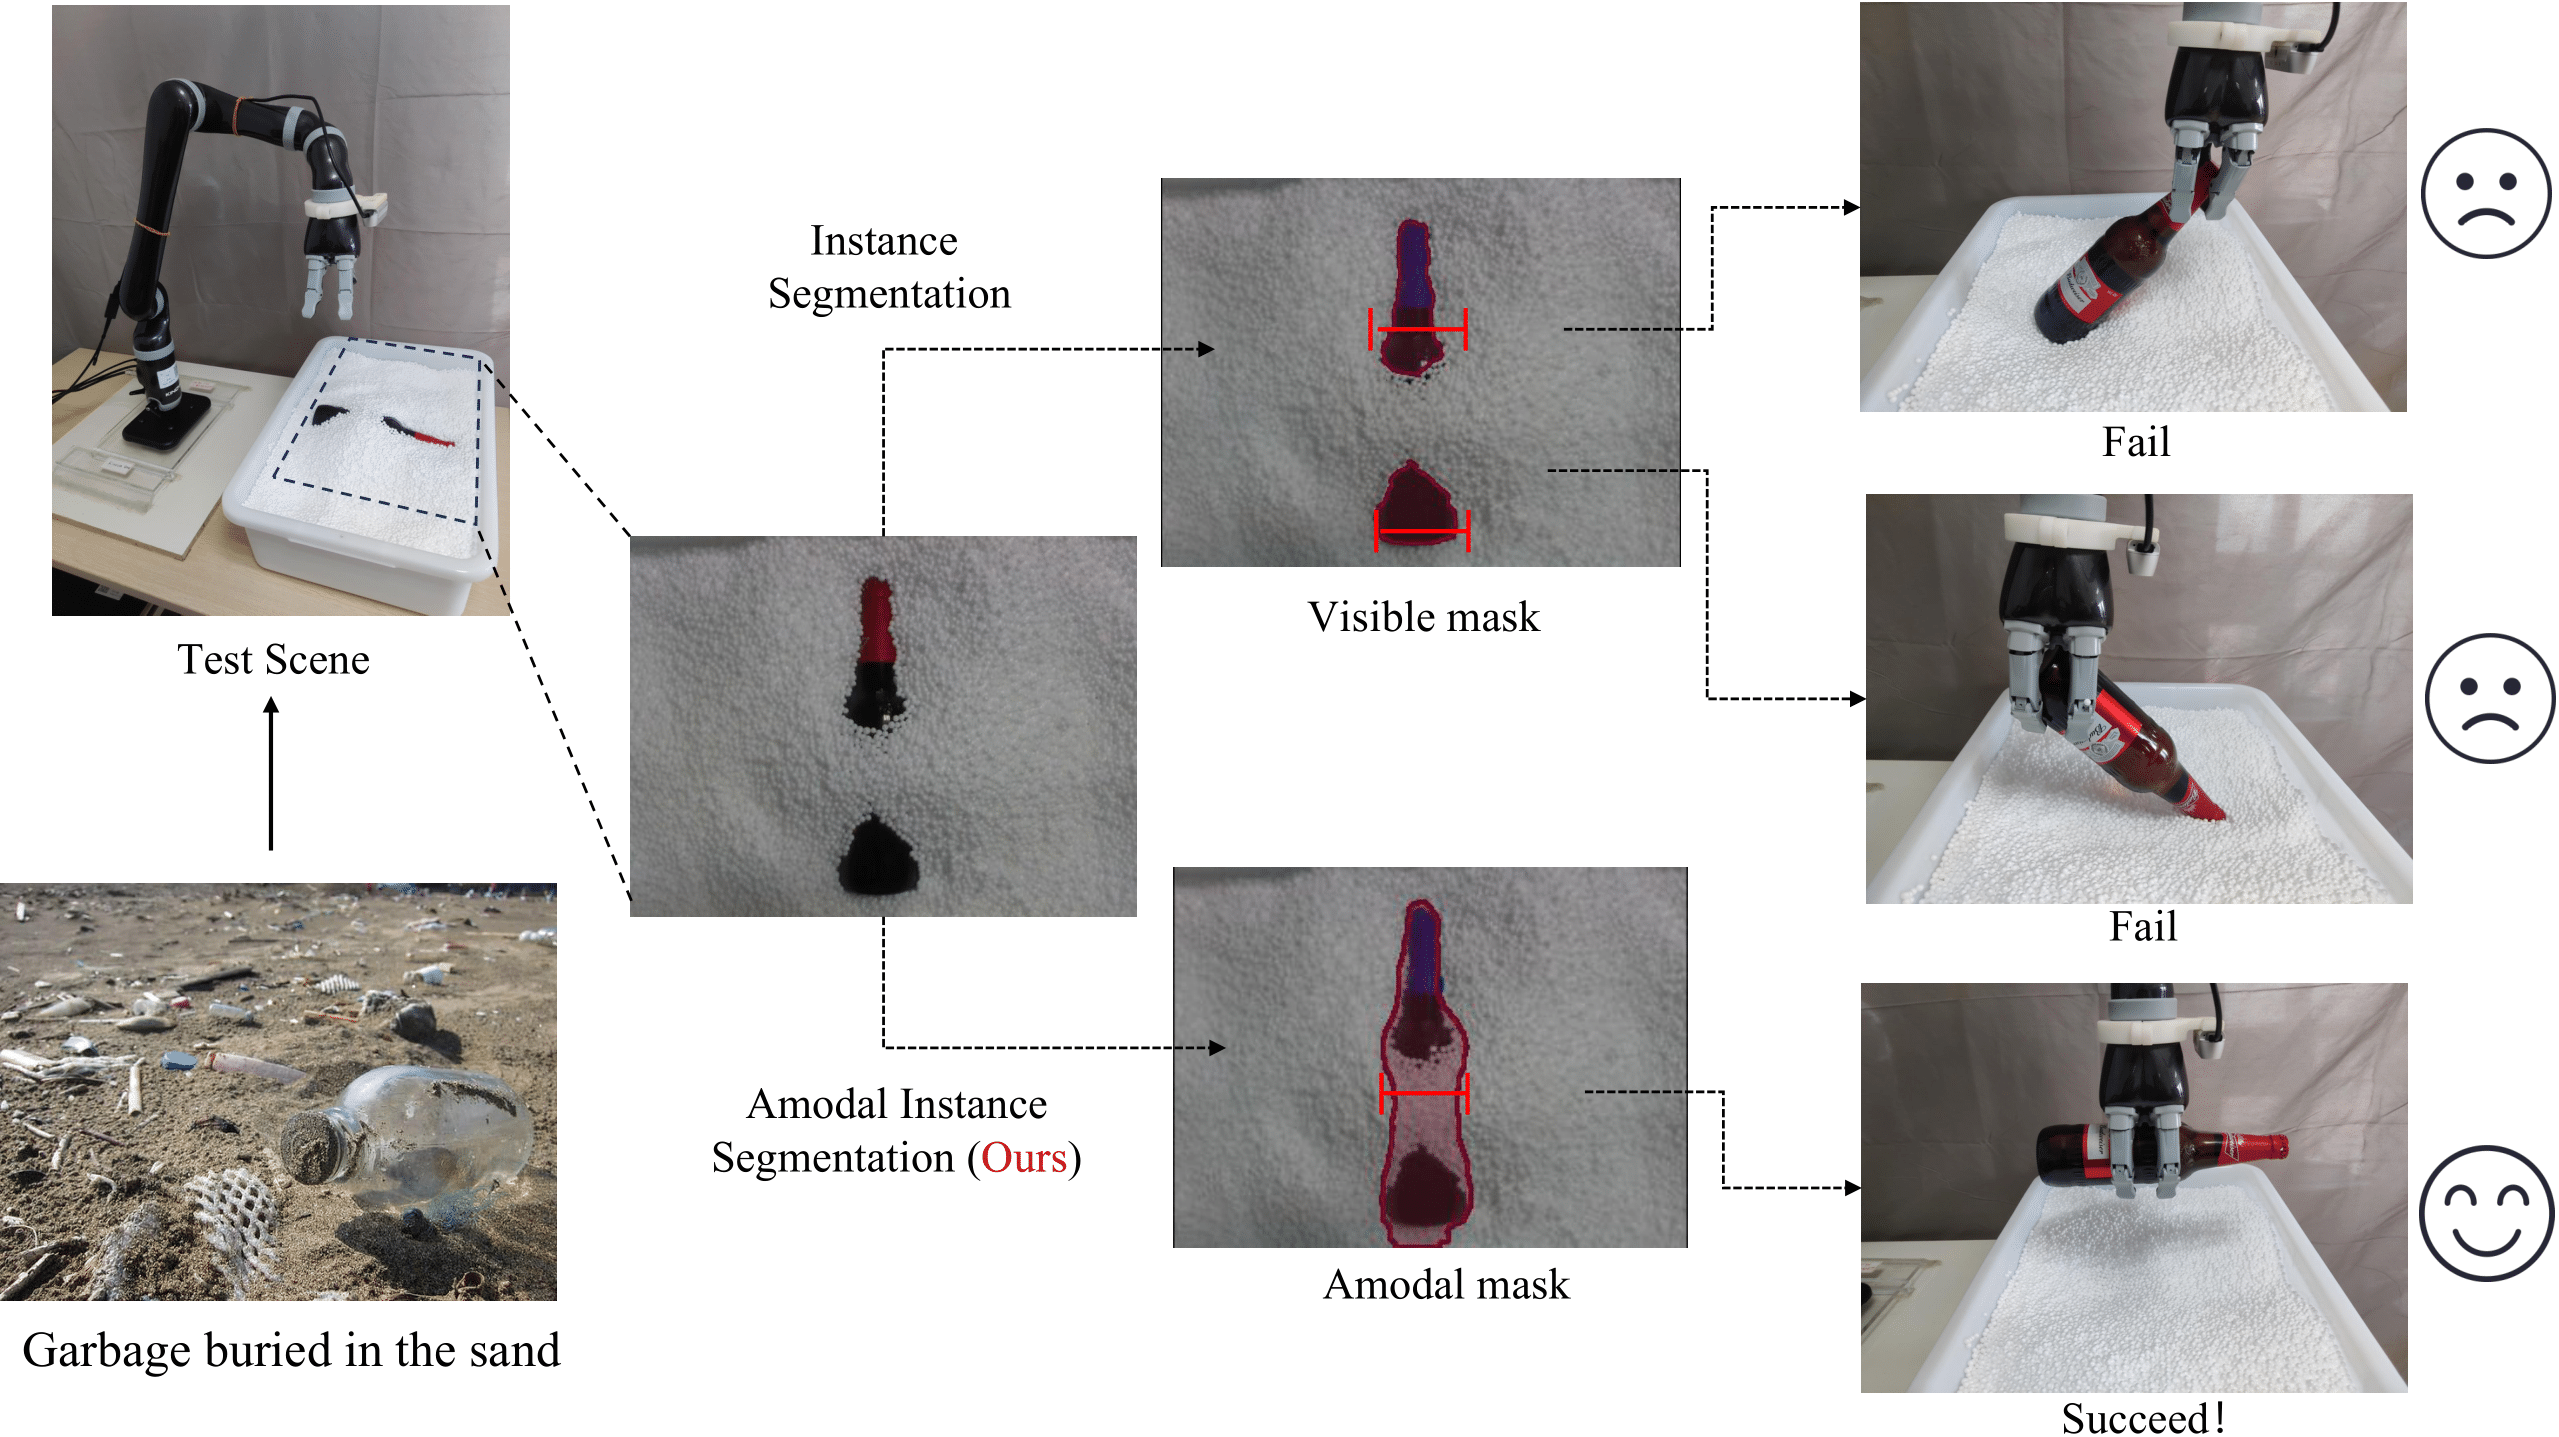 Test Scene
Garbage buried in the sand
Instance
Segmentation
Amodal Instance
Segmentation (Ours)
Visible mask
Amodal mask
Fail
Fail
Succeed!